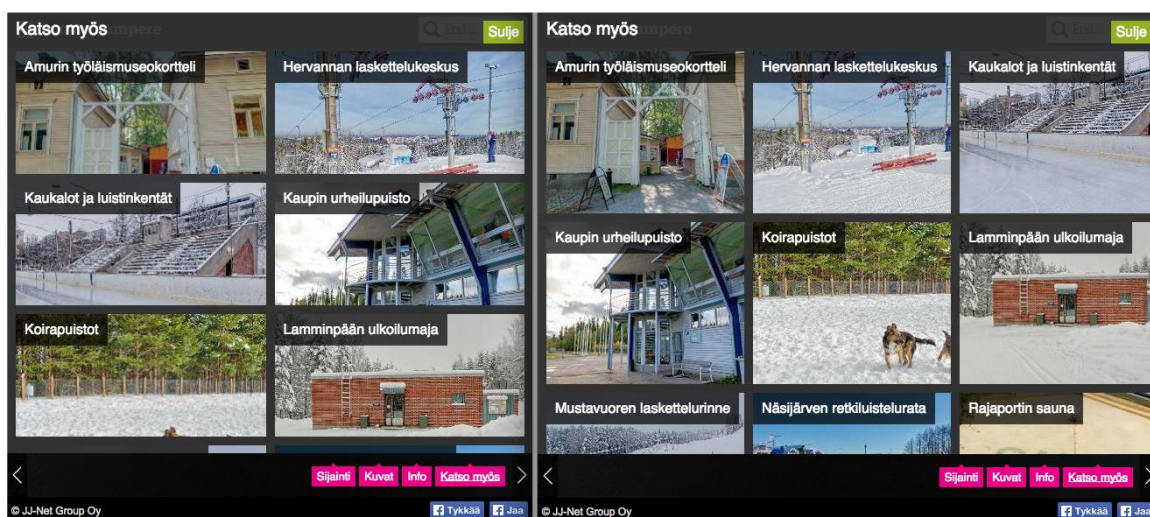 Katso myös
mpere
Sulje
Amurin työläismuseokortteli
Hervannan laskettelukeskus
Kaukalot ja luistinkentät
Kaupin urheilupuisto
Koirapuistot
Lamminpään ulkoilumaja
Sijainti Kuvat Info Katso myös
© JJ-Net Group Oy
Tykkää Jaa
Katso myös
mpere
Sulje
Amurin työläismuseokortteli
Hervannan laskettelukeskus
Kaukalot ja luistinkentät
Kaupin urheilupuisto
Koirapuistot
Lamminpään ulkoilumaja
Mustavuoren laskettelurinne
Näsijärven retkiluistelurata
Rajaportin sauna
Sijainti Kuvat Info Katso myös
© JJ-Net Group Oy
Tykkää Jaa